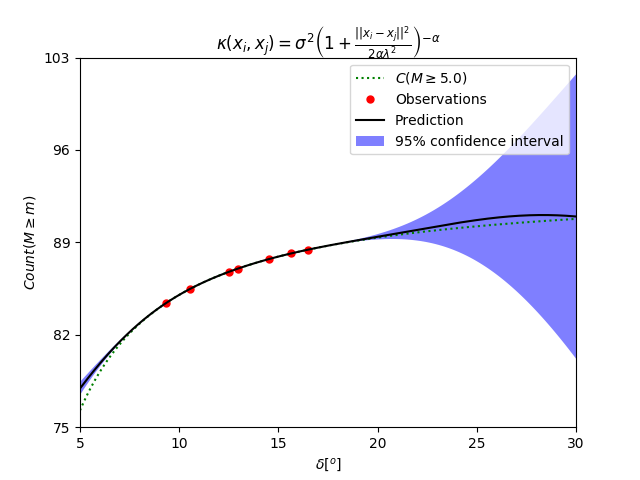 κ(x_i, x_j) = σ²(1 + ||x_i − x_j||² / 2αλ²)^−α
103
C(M ≥ 5.0)
Observations
Prediction
95% confidence interval
96
89
82
75
Count(M ≥ m)
5 10 15 20 25 30
δ[°]